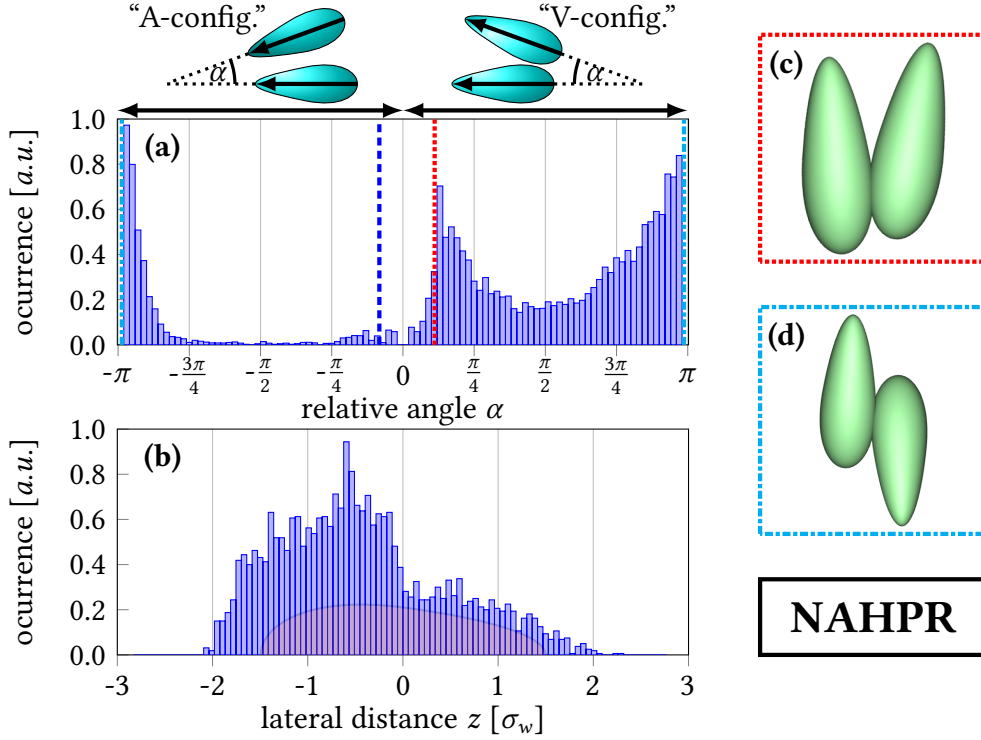 “A-config.” “V-config.”
α α
(a)
ocurrence [a.u.]
1.0
0.8
0.6
0.4
0.2
0.0
-π -3π/4 -π/2 -π/4 0 π/4 π/2 3π/4 π
relative angle α
(b)
ocurrence [a.u.]
1.0
0.8
0.6
0.4
0.2
0.0
-3 -2 -1 0 1 2 3
lateral distance z [σw]
(c)
(d)
NAHPR